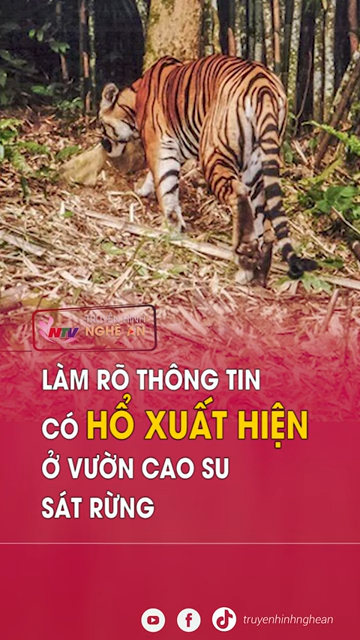 NTV
NGHỆ AN
LÀM RÕ THÔNG TIN
CÓ HỔ XUẤT HIỆN
Ở VƯỜN CAO SU
SÁT RỪNG
truyenhinhnghean